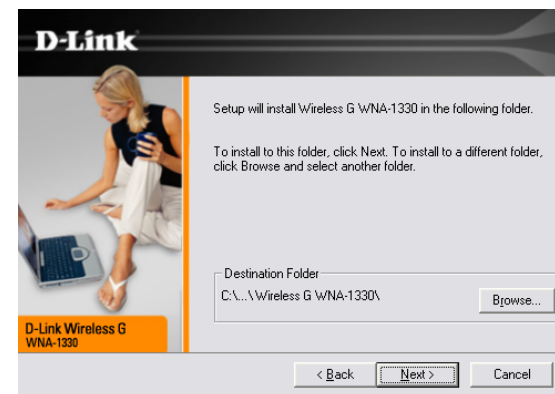 D-Link
Setup will install Wireless G WNA-1330 in the following folder.
To install to this folder, click Next. To install to a different folder,
click Browse and select another folder.
Destination Folder
C:\...\Wireless G WNA-1330\
Browse...
D-Link Wireless G
WNA-1330
< Back
Next >
Cancel